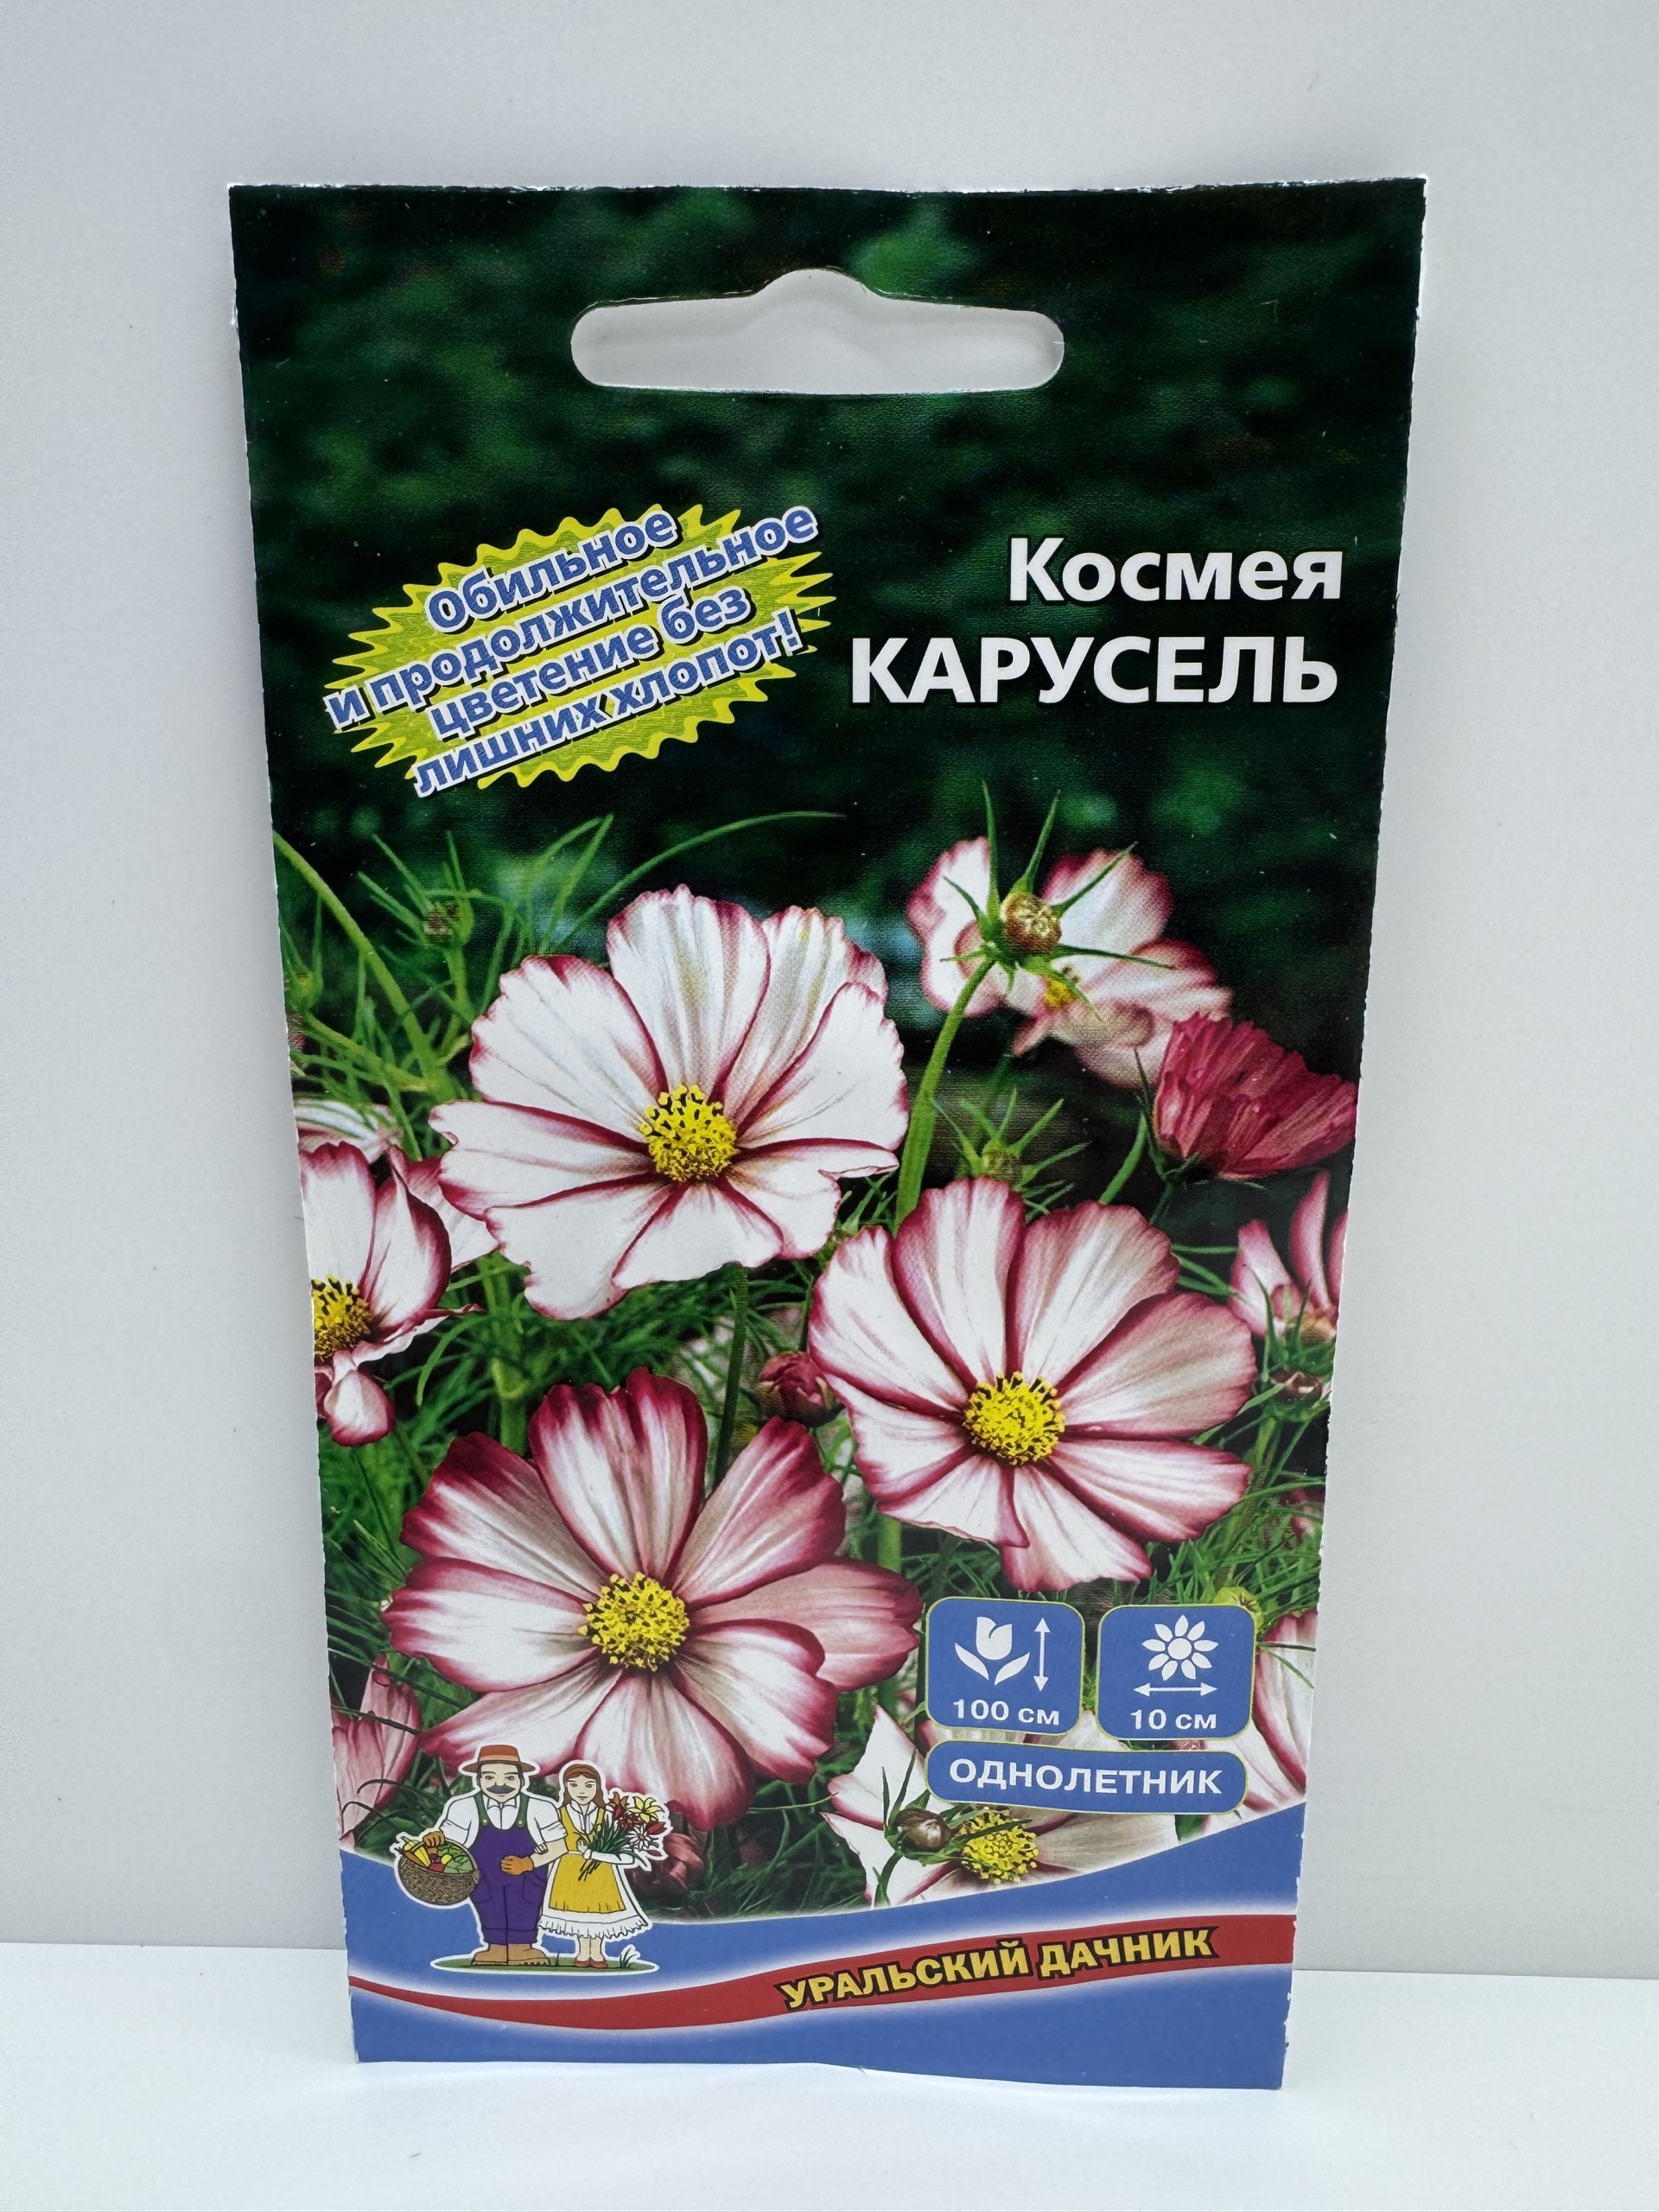 Обильное
и продолжительное
цветение без
лишних хлопот!
Космея
КАРУСЕЛЬ
100 см
10 см
ОДНОЛЕТНИК
УРАЛЬСКИЙ ДАЧНИК